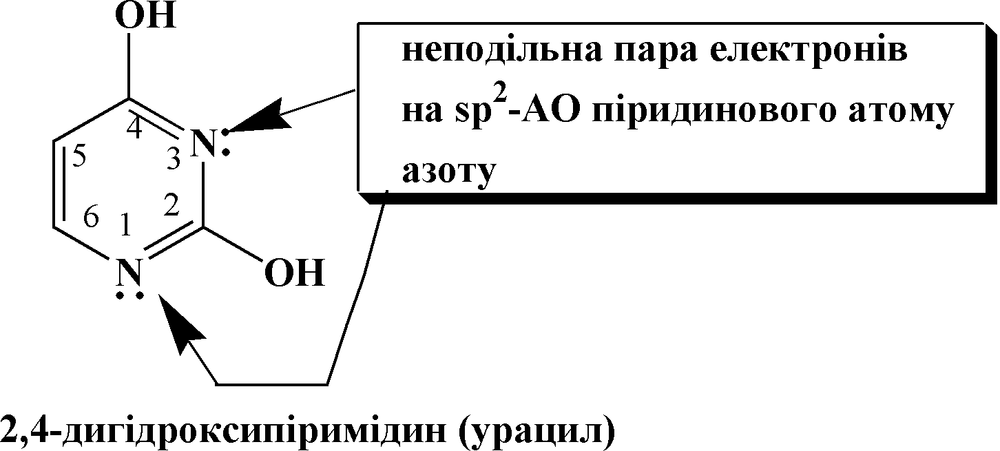 OH
неподільна пара електронів
на sp2-АО піридинового атому
азоту
4
N:
5
3
6
1
2
N
OH
2,4-дигідроксипіримідин (урацил)